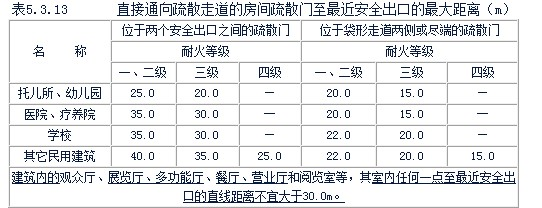 表5.3.13 直接通向疏散走道的房间疏散门至最近安全出口的最大距离（m）
名 称 位于两个安全出口之间的疏散门 位于袋形走道两侧或尽端的疏散门
耐火等级 耐火等级
一、二级 三级 四级 一、二级 三级 四级
托儿所、幼儿园 25.0 20.0 — 20.0 15.0 —
医院、疗养院 35.0 30.0 — 20.0 15.0 —
学校 35.0 30.0 — 22.0 20.0 —
其它民用建筑 40.0 35.0 25.0 22.0 20.0 15.0
建筑内的观众厅、展览厅、多功能厅、餐厅、营业厅和阅览室等，其室内任何一点至最近安全出
口的直线距离不宜大于30.0m。